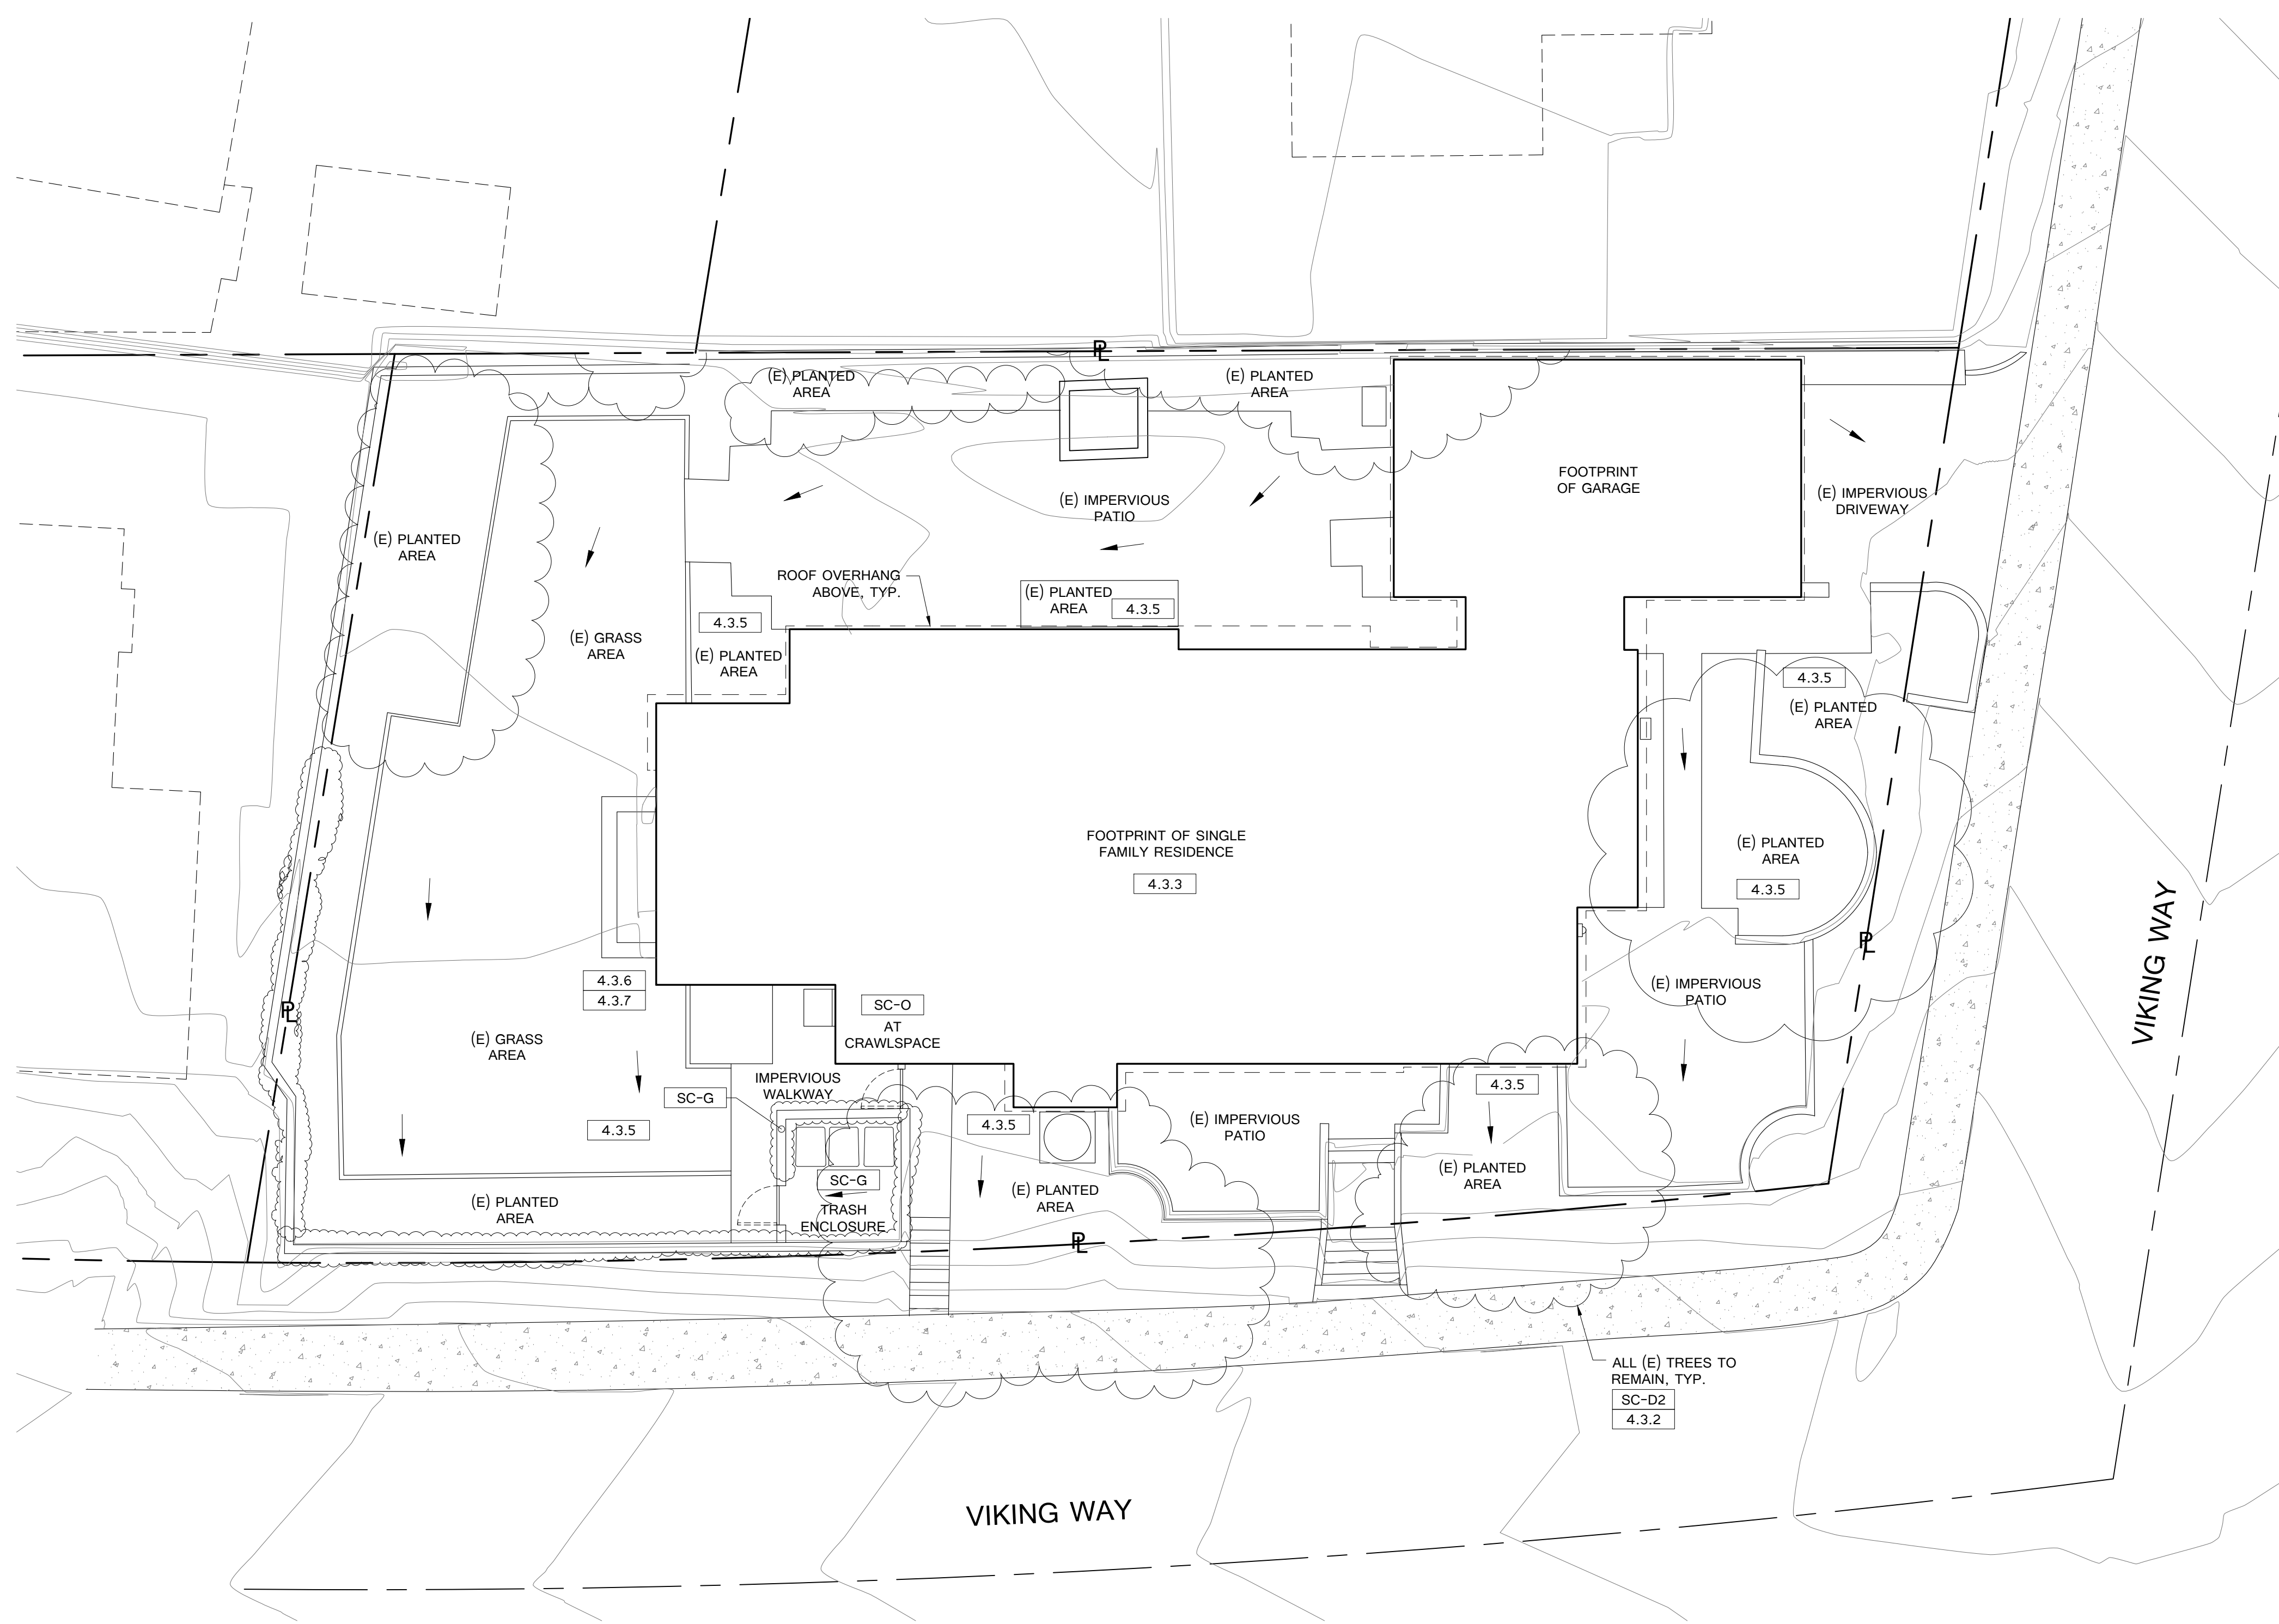 PL
(E) PLANTED
AREA
(E) PLANTED
AREA
FOOTPRINT
OF GARAGE
(E) IMPERVIOUS
PATIO
(E) IMPERVIOUS
DRIVEWAY
(E) PLANTED
AREA
ROOF OVERHANG
ABOVE, TYP.
(E) PLANTED
AREA
4.3.5
4.3.5
(E) GRASS
AREA
(E) PLANTED
AREA
4.3.5
(E) PLANTED
AREA
FOOTPRINT OF SINGLE
FAMILY RESIDENCE
4.3.3
(E) PLANTED
AREA
4.3.5
PL
VIKING WAY
4.3.6
4.3.7
(E) IMPERVIOUS
PATIO
PL
SC-O
AT
CRAWLSPACE
(E) GRASS
AREA
IMPERVIOUS
WALKWAY
SC-G
4.3.5
4.3.5
4.3.5
(E) IMPERVIOUS
PATIO
(E) PLANTED
AREA
SC-G
TRASH
ENCLOSURE
(E) PLANTED
AREA
(E) PLANTED
AREA
PL
ALL (E) TREES TO
REMAIN, TYP.
SC-D2
4.3.2
VIKING WAY